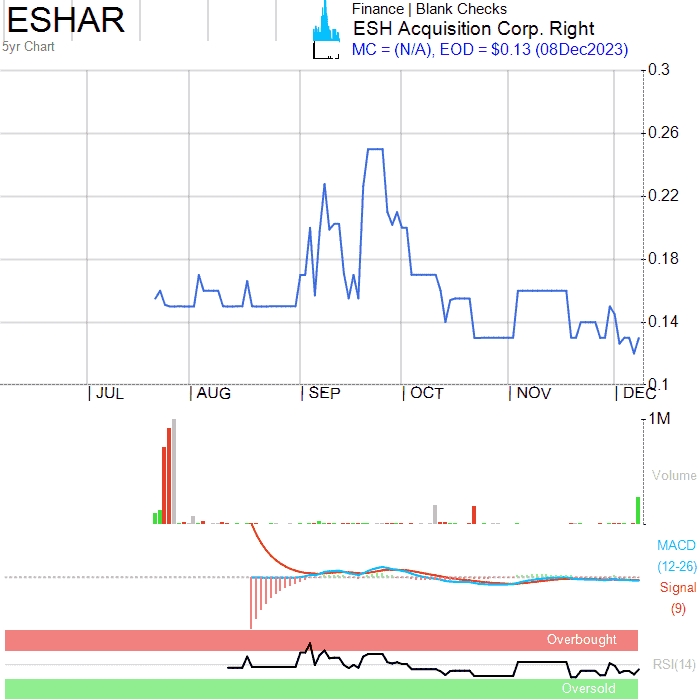 ESHAR
5yr Chart
Finance | Blank Checks
ESH Acquisition Corp. Right
MC = (N/A), EOD = $0.13 (08Dec2023)
0.3
0.26
0.22
0.18
0.14
0.1
JUL AUG SEP OCT NOV DEC
1M
Volume
MACD
(12-26)
Signal
(9)
Overbought
RSI(14)
Oversold